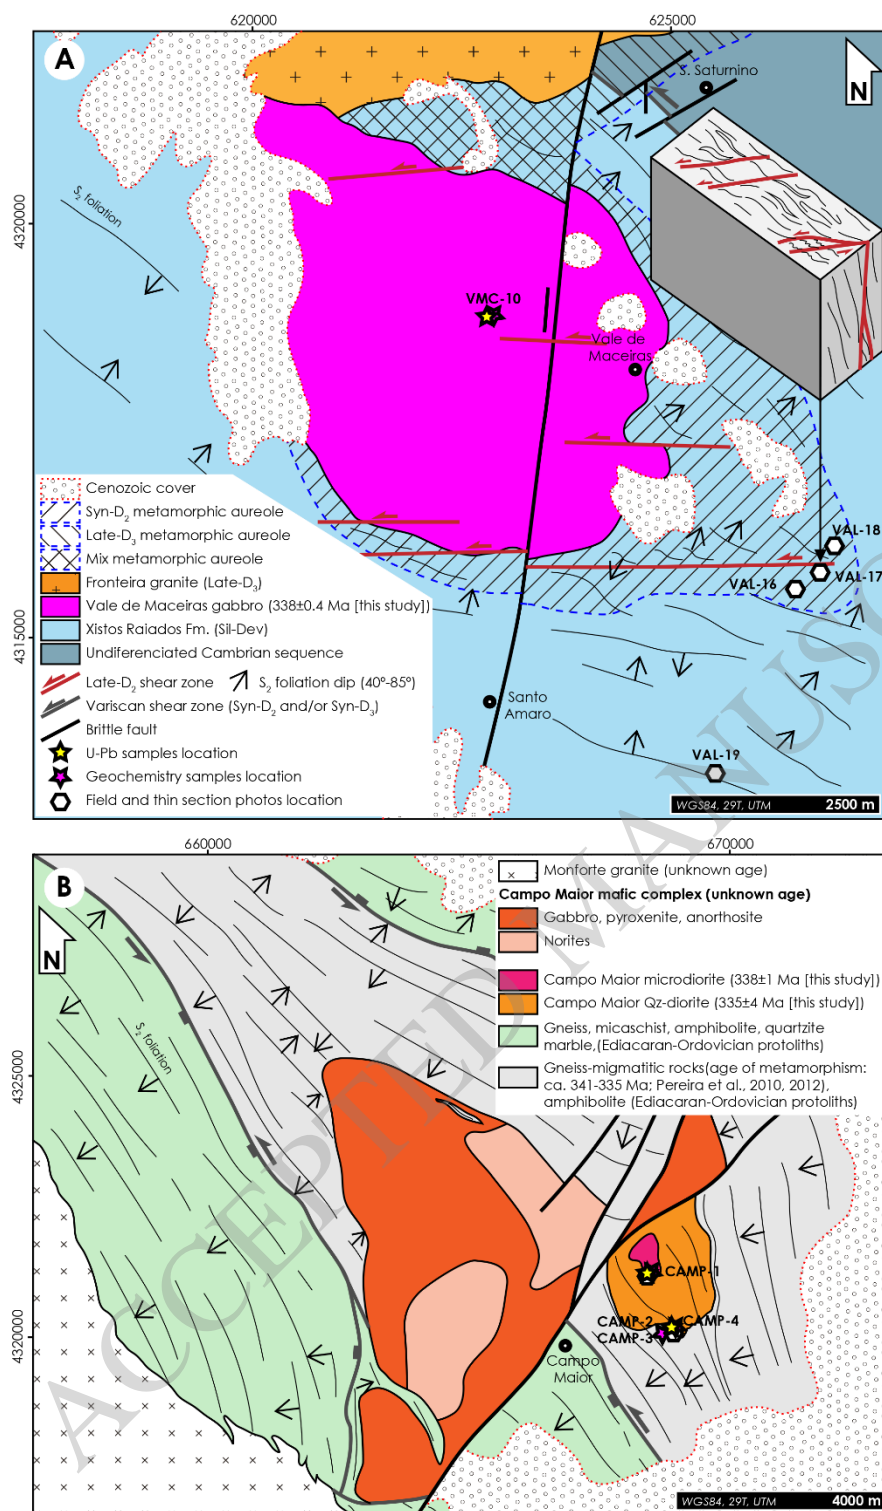 620000
625000
A
N
S. Saturnino
4320000
S2 foliation
VMC-10
Vale de
Maceiras
Cenozoic cover
Syn-D2 metamorphic aureole
Late-D3 metamorphic aureole
Mix metamorphic aureole
Fronteira granite (Late-D3)
Vale de Maceiras gabbro (338±0.4 Ma [this study])
Xistos Raiados Fm. (Sil-Dev)
Undiferenciated Cambrian sequence
Late-D2 shear zone
S2 foliation dip (40º-85º)
Variscan shear zone (Syn-D2 and/or Syn-D3)
Brittle fault
U-Pb samples location
Geochemistry samples location
Field and thin section photos location
VAL-18
VAL-17
VAL-16
4315000
Santo
Amaro
VAL-19
WGS84, 29T, UTM
2500 m
660000
670000
B
N
Monforte granite (unknown age)
Campo Maior mafic complex (unknown age)
Gabbro, pyroxenite, anorthosite
Norites
Campo Maior microdiorite (338±1 Ma [this study])
Campo Maior Qz-diorite (335±4 Ma [this study])
Gneiss, micaschist, amphibolite, quartzite
marble,(Ediacaran-Ordovician protoliths)
Gneiss-migmatitic rocks(age of metamorphism:
ca. 341-335 Ma; Pereira et al., 2010, 2012),
amphibolite (Ediacaran-Ordovician protoliths)
S2 foliation
4325000
CAMP-1
CAMP-2
CAMP-4
CAMP-3
4320000
Campo
Maior
WGS84, 29T, UTM
4000 m
ACCEPTED MANUSC